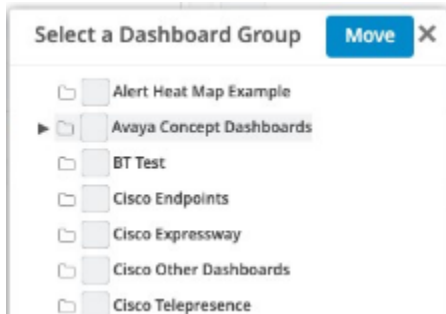 Select a Dashboard Group Move
Alert Heat Map Example
Avaya Concept Dashboards
BT Test
Cisco Endpoints
Cisco Expressway
Cisco Other Dashboards
Cisco Telepresence